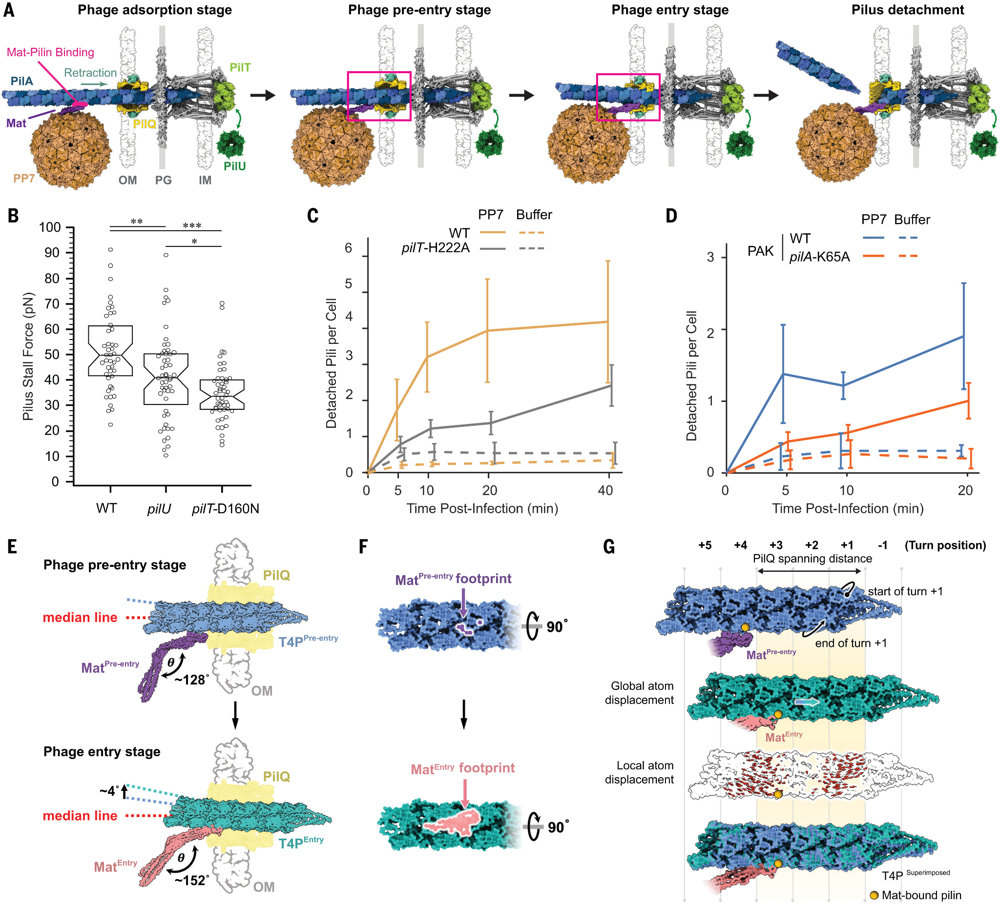 A
Phage adsorption stage
Phage pre-entry stage
Phage entry stage
Pilus detachment
Mat-Pilin Binding
Retraction
PilT
PilA
Mat
PilQ
PilU
PP7
OM
PG
IM
B
Pilus Stall Force (pN)
100
90
80
70
60
50
40
30
20
10
0
**
***
*
WT
pilU
pilT-D160N
C
PP7 Buffer
WT
pilT-H222A
Detached Pili per Cell
6
5
4
3
2
1
0
0 5 10 20 40
Time Post-Infection (min)
D
PP7 Buffer
PAK
WT
pilA-K65A
Detached Pili per Cell
3
2
1
0
0 5 10 20
Time Post-Infection (min)
E
Phage pre-entry stage
PilQ
median line
T4PPre-entry
MatPre-entry
θ
~128°
OM
Phage entry stage
PilQ
~4°
median line
T4PEntry
MatEntry
θ
~152°
OM
F
MatPre-entry footprint
90°
MatEntry footprint
90°
G
+5 +4 +3 +2 +1 -1 (Turn position)
PilQ spanning distance
start of turn +1
end of turn +1
MatPre-entry
Global atom
displacement
MatEntry
Local atom
displacement
T4P Superimposed
Mat-bound pilin